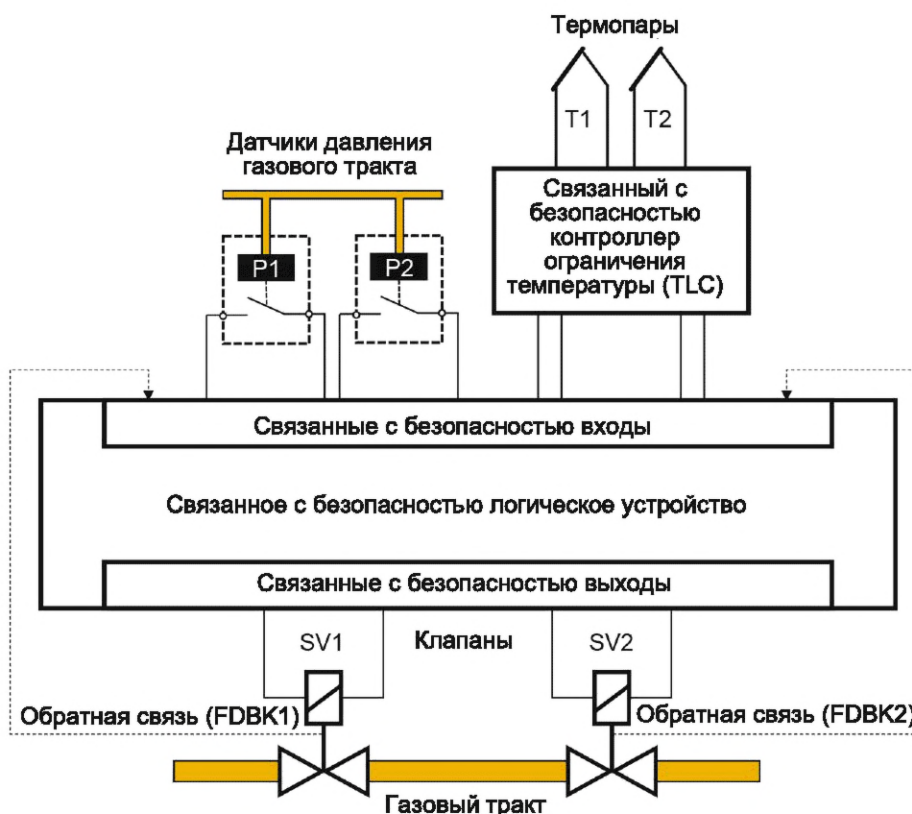 Термопары
T1
T2
Датчики давления
газового тракта
P1
P2
Связанный с
безопасностью
контроллер
ограничения
температуры (TLC)
Связанные с безопасностью входы
Связанное с безопасностью логическое устройство
Связанные с безопасностью выходы
SV1
Клапаны
SV2
Обратная связь (FDBK1)
Обратная связь (FDBK2)
Газовый тракт